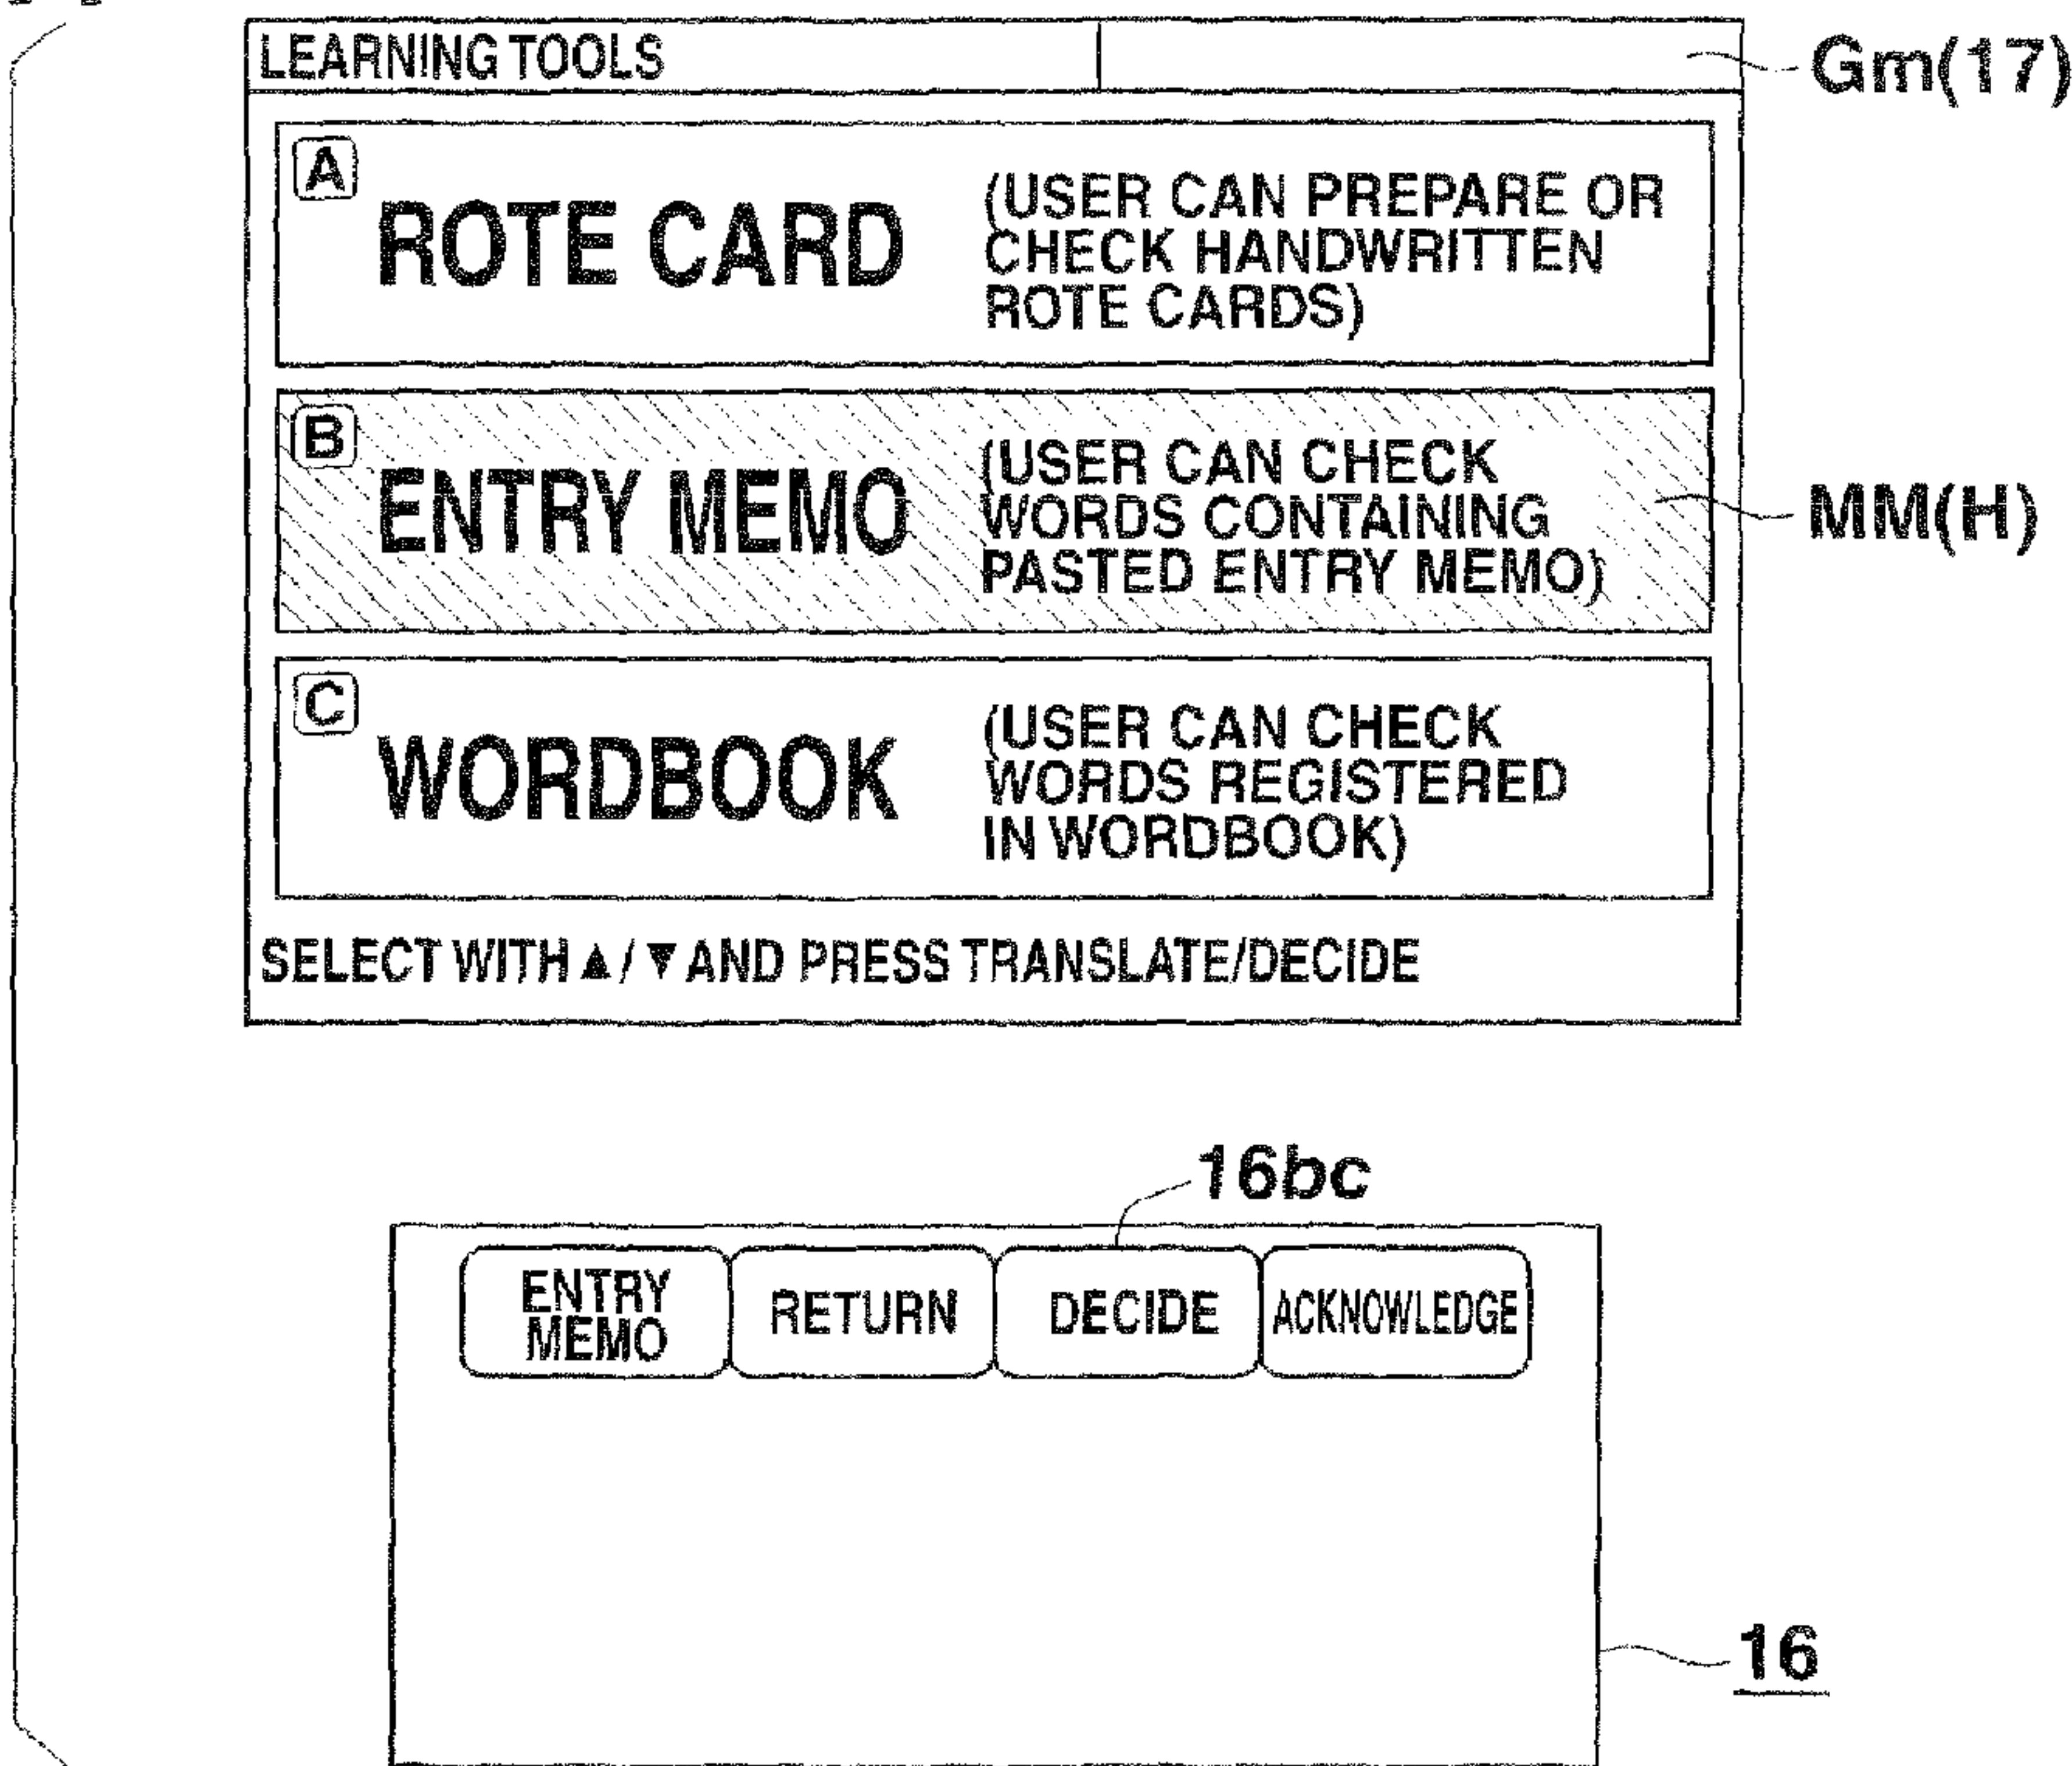 LEARNING TOOLS
Gm(17)
A
ROTE CARD
(USER CAN PREPARE OR
CHECK HANDWRITTEN
ROTE CARDS)
B
ENTRY MEMO
(USER CAN CHECK
WORDS CONTAINING
PASTED ENTRY MEMO)
MM(H)
C
WORDBOOK
(USER CAN CHECK
WORDS REGISTERED
IN WORDBOOK)
SELECT WITH ▲/▼ AND PRESS TRANSLATE/DECIDE
16bc
ENTRY
MEMO
RETURN
DECIDE
ACKNOWLEDGE
16